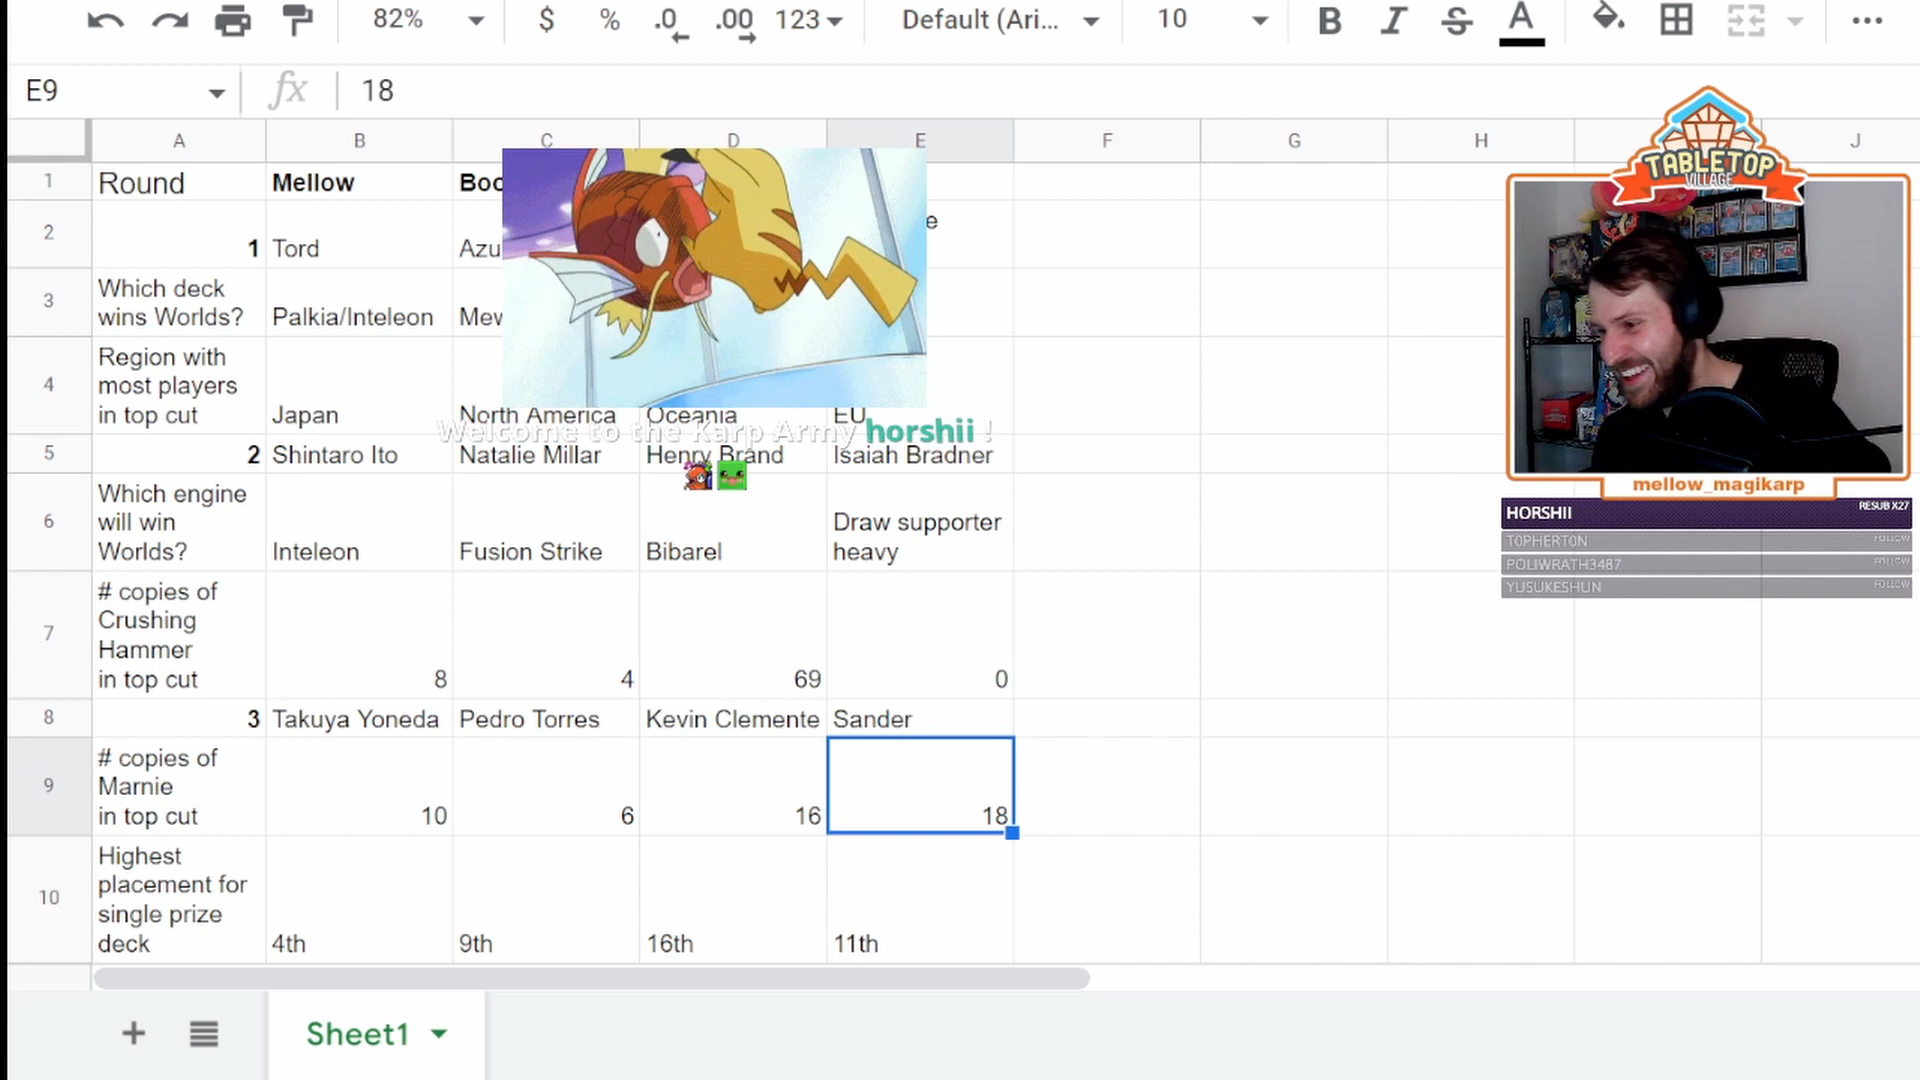 82%
$ % .0 .00 123
Default (Ari...
10
B I S A
E9
fx
18
A B C D E F G H J
1 Round Mellow Boo
2 1 Tord Azu e
3 Which deck
wins Worlds? Palkia/Inteleon Mew
4 Region with
most players
in top cut Japan North America Oceania EU
Welcome to the Karp Army horshii !
5 2 Shintaro Ito Natalie Millar Henry Brand Isaiah Bradner
6 Which engine
will win
Worlds? Inteleon Fusion Strike Bibarel Draw supporter
heavy
7 # copies of
Crushing
Hammer
in top cut 8 4 69 0
8 3 Takuya Yoneda Pedro Torres Kevin Clemente Sander
9 # copies of
Marnie
in top cut 10 6 16 18
10 Highest
placement for
single prize
deck 4th 9th 16th 11th
Sheet1
TABLETOP
VILLAGE
mellow_magikarp
HORSHII RESUB X27
T0PHERT0N FOLLOW
POLIWRATH3487 FOLLOW
YUSUKESHUN FOLLOW